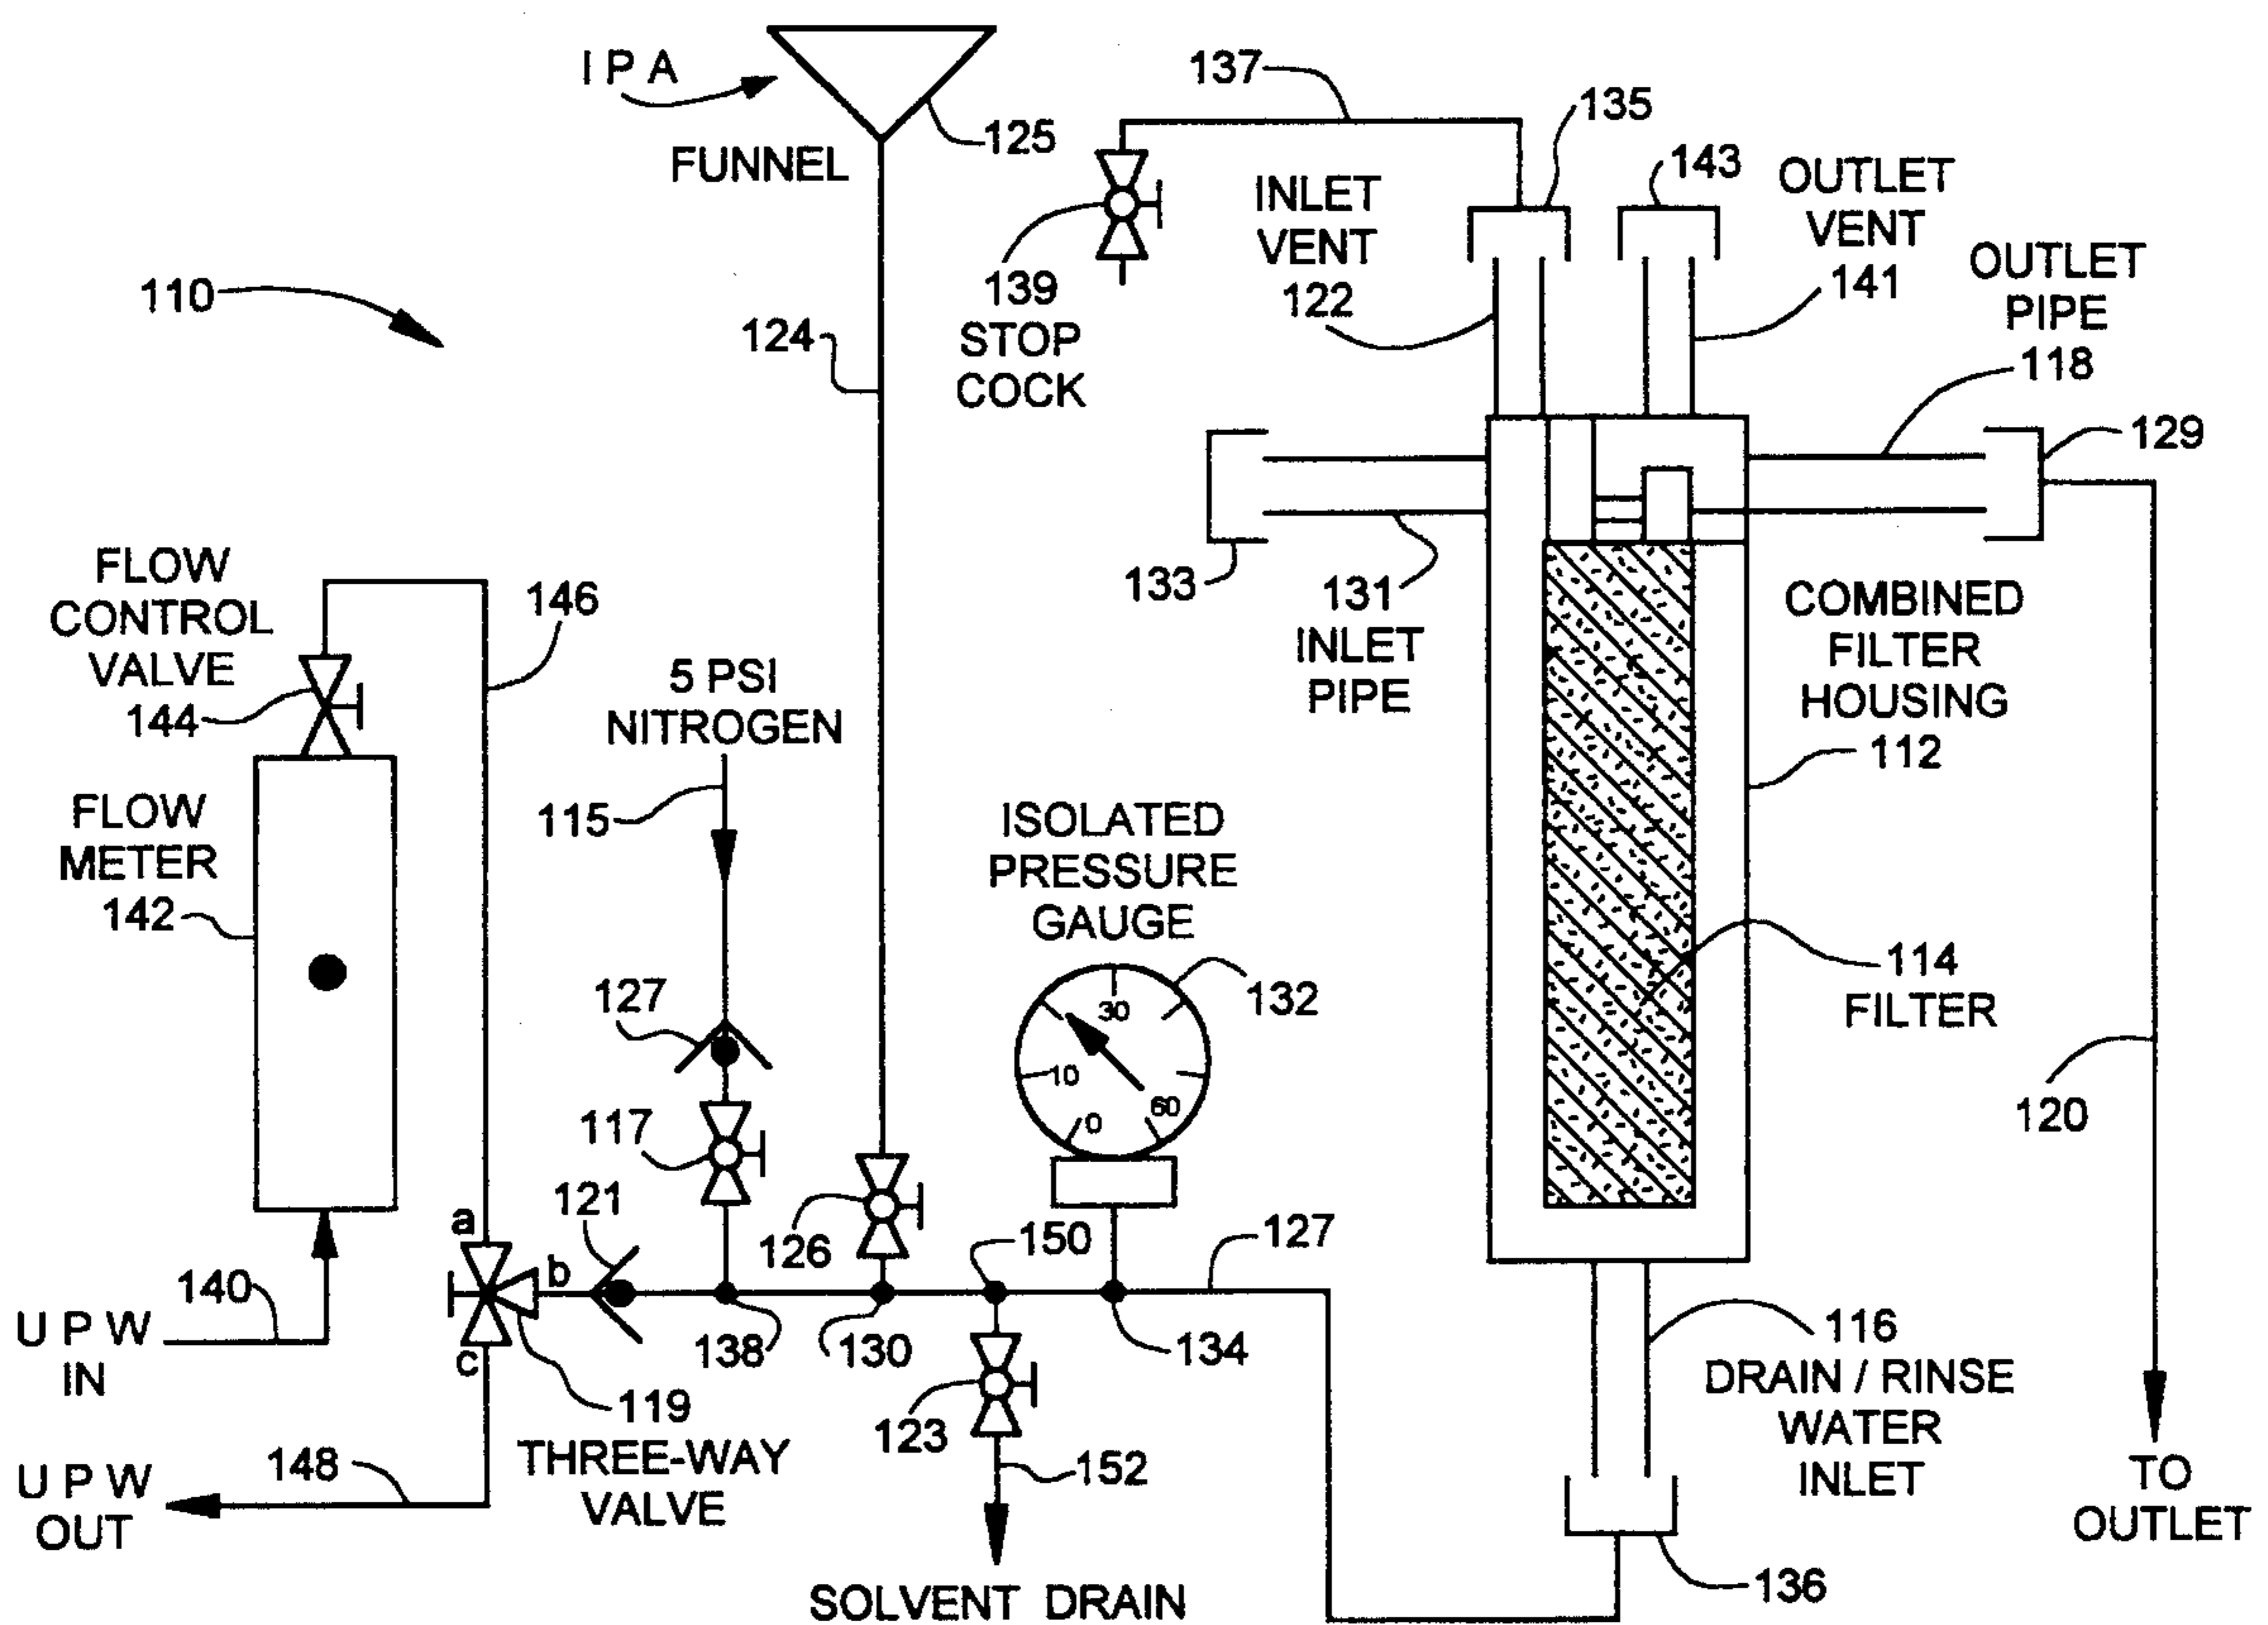 I P A
FUNNEL
125
137
135
143
OUTLET
VENT
141
INLET
VENT
122
139
STOP
COCK
OUTLET
PIPE
118
129
110
124
133
131
INLET
PIPE
FLOW
CONTROL
VALVE
144
146
5 PSI
NITROGEN
115
COMBINED
FILTER
HOUSING
112
FLOW
METER
142
ISOLATED
PRESSURE
GAUGE
132
30
10
0
60
114
FILTER
127
117
121
126
150
127
120
a
b
c
140
U P W
IN
138
130
134
116
DRAIN / RINSE
WATER
INLET
119
THREE-WAY
VALVE
123
152
148
U P W
OUT
SOLVENT DRAIN
136
TO
OUTLET